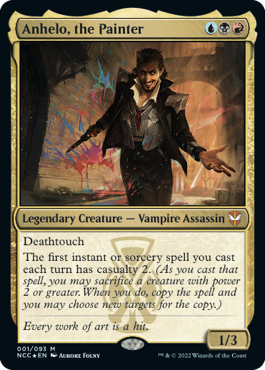 Anhelo, the Painter
Legendary Creature — Vampire Assassin
Deathtouch
The first instant or sorcery spell you cast
each turn has casualty 2. (As you cast that
spell, you may sacrifice a creature with power
2 or greater. When you do, copy the spell and
you may choose new targets for the copy.)
Every work of art is a hit.
1/3
001/093 M
NCC★EN AURORE FOLNY
™ & © 2022 Wizards of the Coast